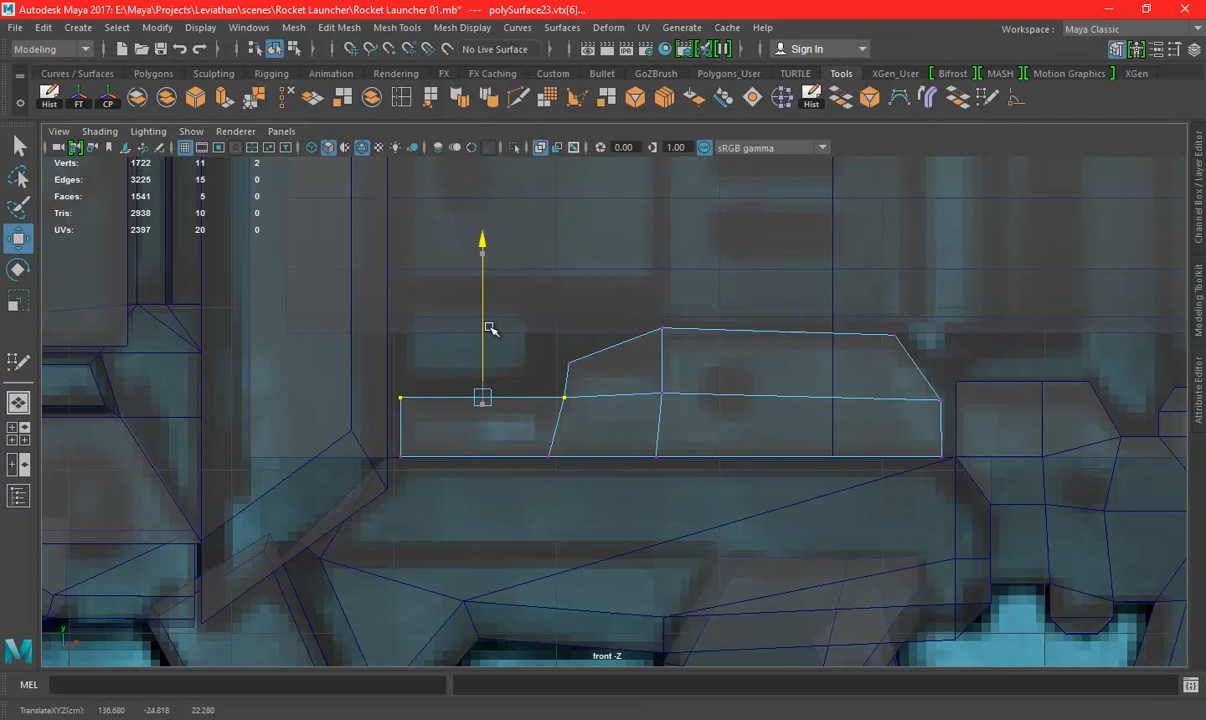 Autodesk Maya 2017: E:\Maya\Projects\Leviathan\scenes\Rocket Launcher\Rocket Launcher 01.mb* --- polySurface23.vtx[6]...
File Edit Create Select Modify Display Windows Mesh Edit Mesh Mesh Tools Mesh Display Curves Surfaces Deform UV Generate Cache Help Workspace : Maya Classic
Modeling No Live Surface Sign In
Curves / Surfaces Polygons Sculpting Rigging Animation Rendering FX FX Caching Custom Bullet GoZBrush Polygons_User TURTLE Tools XGen_User Bifrost MASH Motion Graphics XGen
Hist FT CP Hist
View Shading Lighting Show Renderer Panels
0.00 1.00 sRGB gamma
Verts: 1722 11 2
Edges: 3225 15 0
Faces: 1541 5 0
Tris: 2938 10 0
UVs: 2397 20 0
Channel Box / Layer Editor
Modeling Toolkit
Attribute Editor
y
front -Z
MEL
TranslateXYZ(cm): 136.680 -24.818 22.280